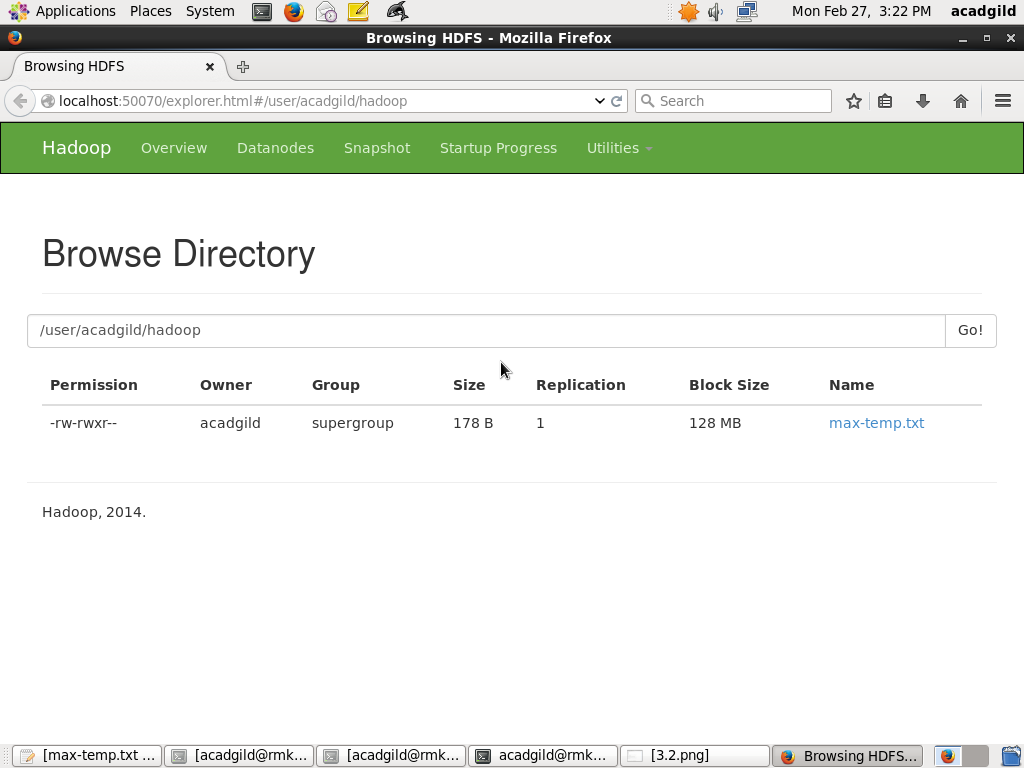 Applications Places System Mon Feb 27, 3:22 PM acadgild
Browsing HDFS - Mozilla Firefox
Browsing HDFS
localhost:50070/explorer.html#/user/acadgild/hadoop Search
Hadoop Overview Datanodes Snapshot Startup Progress Utilities
Browse Directory
/user/acadgild/hadoop Go!
Permission Owner Group Size Replication Block Size Name
-rw-rwxr-- acadgild supergroup 178 B 1 128 MB max-temp.txt
Hadoop, 2014.
[max-temp.txt ... [acadgild@rmk... [acadgild@rmk... acadgild@rmk... [3.2.png] Browsing HDFS...